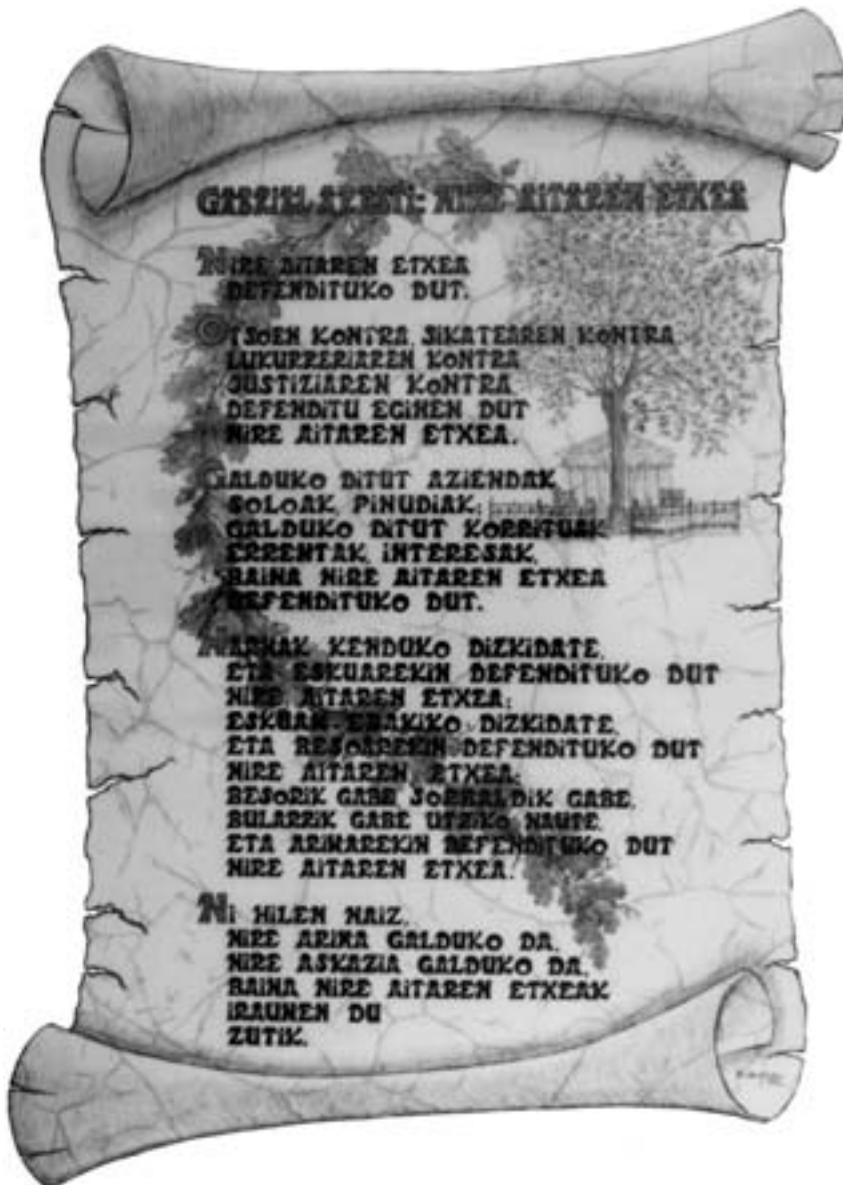 GABRIEL ARESTI: NIRE AITAREN ETXEA
NIRE AITAREN ETXEA
DEFENDITUKO DUT.
OTSOEN KONTRA, SIKATEAREN KONTRA
LUKURRERIAREN KONTRA
JUSTIZIAREN KONTRA
DEFENDITU EGINEN DUT
NIRE AITAREN ETXEA.
GALDUKO DITUT AZIENDAK
SOLOAK, PINUDIAK;
GALDUKO DITUT KORRITUAK
ERRENTAK, INTERESAK,
BAINA NIRE AITAREN ETXEA
DEFENDITUKO DUT.
HARMAK KENDUKO DIZKIDATE,
ETA ESKUAREKIN DEFENDITUKO DUT
NIRE AITAREN ETXEA;
ESKUAK EBAKIKO DIZKIDATE,
ETA BESOAREKIN DEFENDITUKO DUT
NIRE AITAREN ETXEA;
BESORIK GABE, SORBALDIK GABE,
BULARRIK GABE UTZIKO NAUTE,
ETA ARIMAREKIN DEFENDITUKO DUT
NIRE AITAREN ETXEA.
NI HILEN NAIZ,
NIRE ARIMA GALDUKO DA,
NIRE ASKAZIA GALDUKO DA,
BAINA NIRE AITAREN ETXEAK
IRAUNEN DU
ZUTIK.